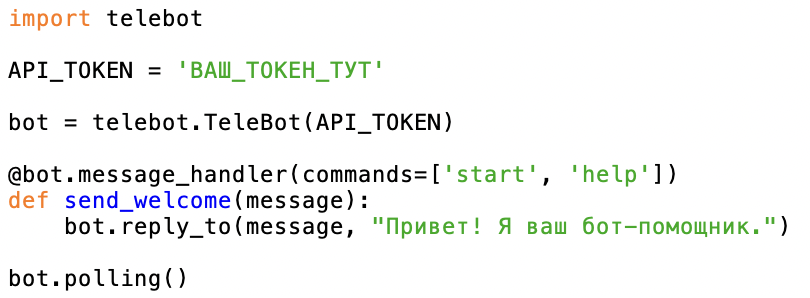 import telebot
API_TOKEN = 'ВАШ_ТОКЕН_ТУТ'
bot = telebot.TeleBot(API_TOKEN)
@bot.message_handler(commands=['start', 'help'])
def send_welcome(message):
    bot.reply_to(message, "Привет! Я ваш бот-помощник.")
bot.polling()